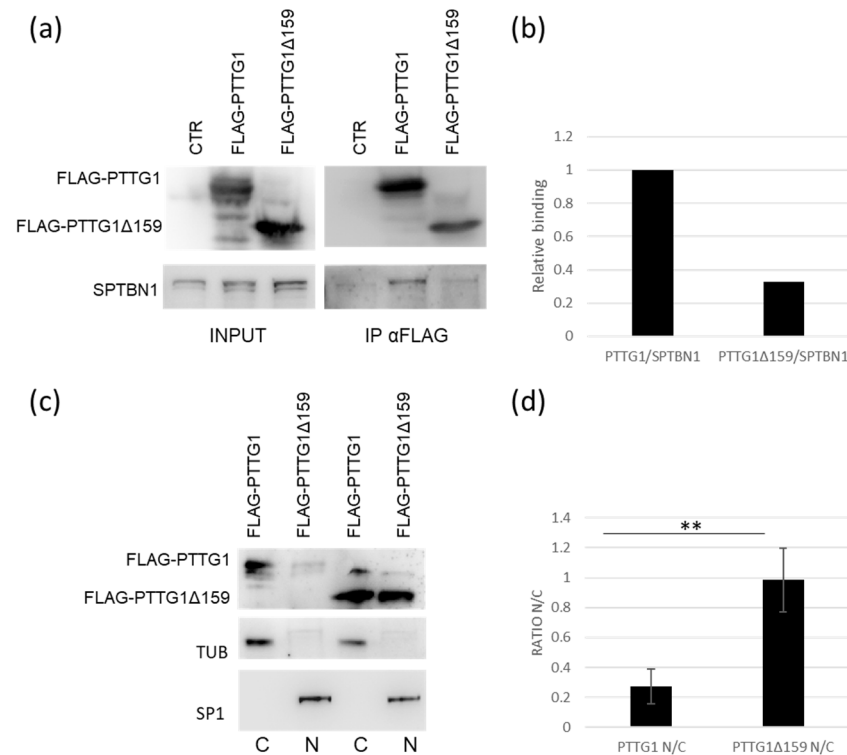 (a)
CTR
FLAG-PTTG1
FLAG-PTTG1Δ159
CTR
FLAG-PTTG1
FLAG-PTTG1Δ159
FLAG-PTTG1
FLAG-PTTG1Δ159
SPTBN1
INPUT
IP αFLAG
(b)
1.2
1
0.8
0.6
0.4
0.2
0
Relative binding
PTTG1/SPTBN1
PTTG1Δ159/SPTBN1
(c)
FLAG-PTTG1
FLAG-PTTG1Δ159
FLAG-PTTG1
FLAG-PTTG1Δ159
FLAG-PTTG1
FLAG-PTTG1Δ159
TUB
SP1
C N C N
(d)
1.4
1.2
1
0.8
0.6
0.4
0.2
0
RATIO N/C
**
PTTG1 N/C
PTTG1Δ159 N/C